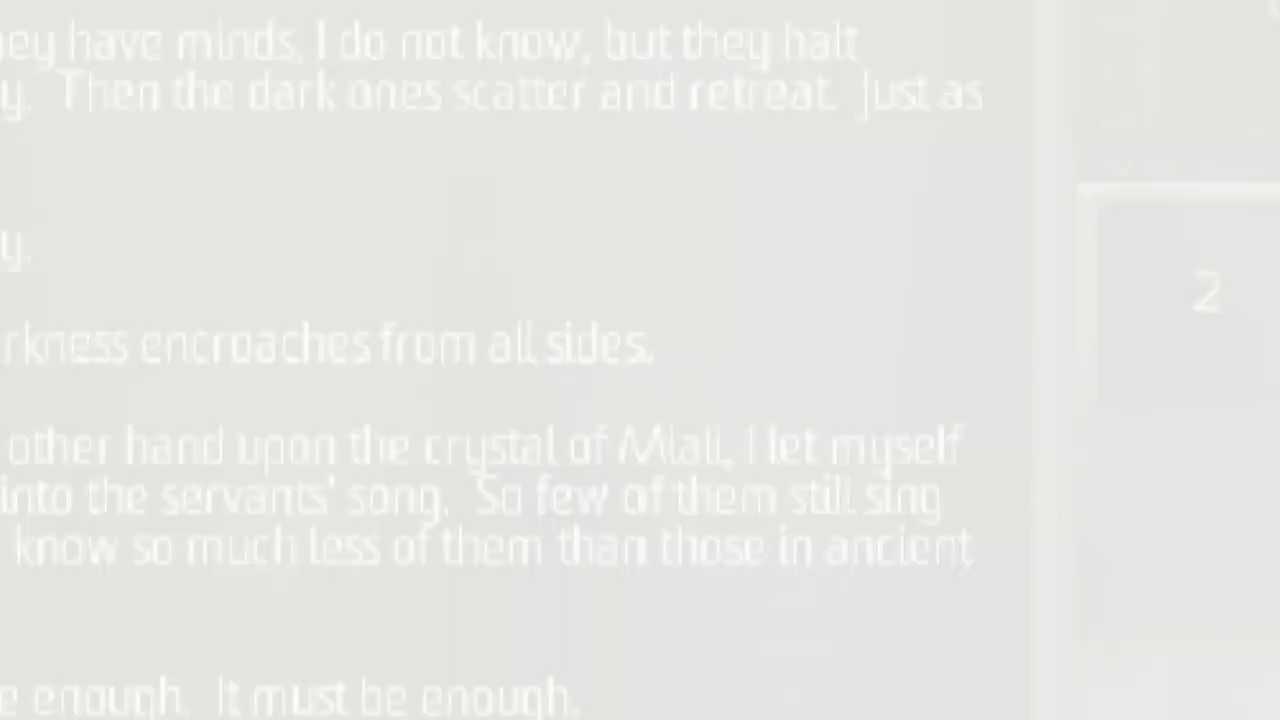 hey have minds, I do not know, but they halt
y.  Then the dark ones scatter and retreat.  Just as
y.
rkness encroaches from all sides.
other hand upon the crystal of Miali, I let myself
into the servants' song.  So few of them still sing
know so much less of them than those in ancient
e enough.  It must be enough.
2